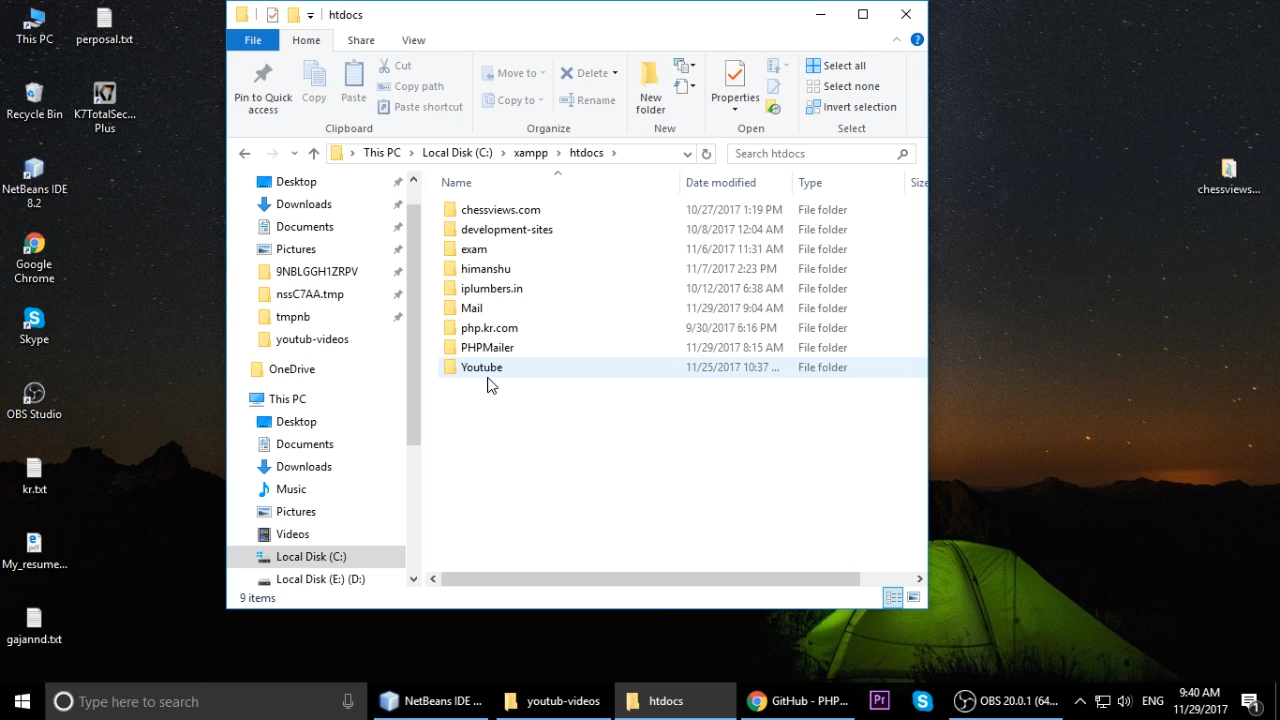 This PC
perposal.txt
Recycle Bin
K7TotalSec...
Plus
NetBeans IDE
8.2
Google
Chrome
Skype
OBS Studio
kr.txt
My_resume...
gajannd.txt
htdocs
File
Home
Share
View
Pin to Quick
access
Copy
Paste
Cut
Copy path
Paste shortcut
Clipboard
Move to
Copy to
Delete
Rename
Organize
New
folder
New
Properties
Open
Select all
Select none
Invert selection
Select
This PC
Local Disk (C:)
xampp
htdocs
Search htdocs
Desktop
Downloads
Documents
Pictures
9NBLGGH1ZRPV
nssC7AA.tmp
tmpnb
youtub-videos
OneDrive
This PC
Desktop
Documents
Downloads
Music
Pictures
Videos
Local Disk (C:)
Local Disk (E:) (D:)
Name Date modified Type Size
chessviews.com 10/27/2017 1:19 PM File folder
development-sites 10/8/2017 12:04 AM File folder
exam 11/6/2017 11:31 AM File folder
himanshu 11/7/2017 2:23 PM File folder
iplumbers.in 10/12/2017 6:38 AM File folder
Mail 11/29/2017 9:04 AM File folder
php.kr.com 9/30/2017 6:16 PM File folder
PHPMailer 11/29/2017 8:15 AM File folder
Youtube 11/25/2017 10:37 ... File folder
9 items
chessviews...
Type here to search
NetBeans IDE ...
youtub-videos
htdocs
GitHub - PHP...
Pr
OBS 20.0.1 (64...
ENG
9:40 AM
11/29/2017
1